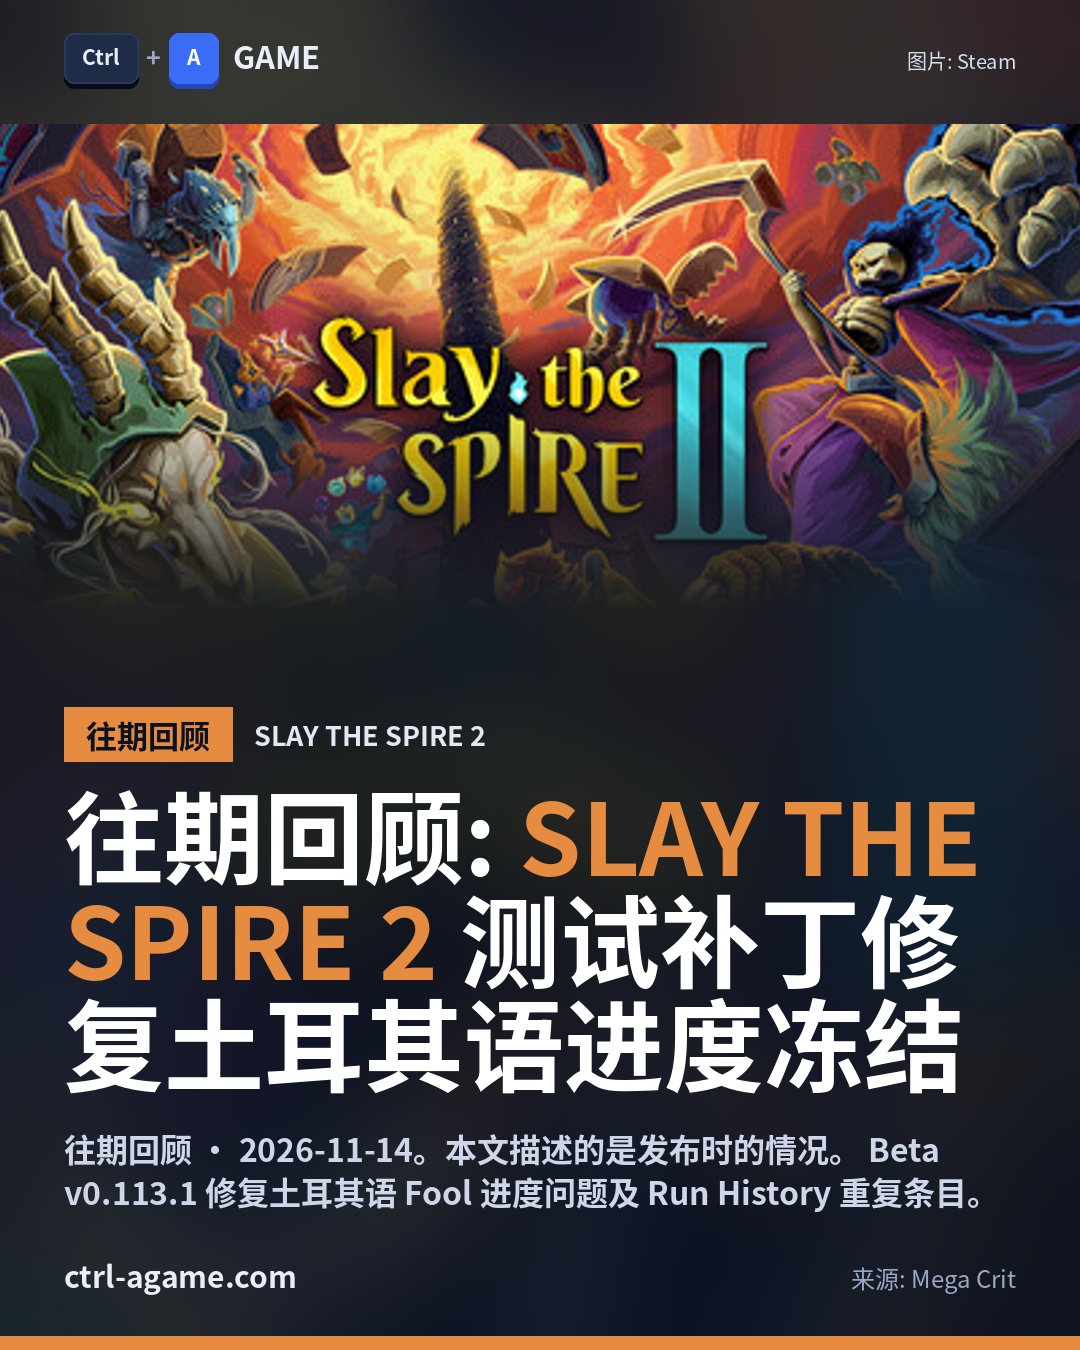 Ctrl + A GAME
图片: Steam
Slay the
SPIRE II
往期回顾
SLAY THE SPIRE 2
往期回顾: SLAY THE
SPIRE 2 测试补丁修
复土耳其语进度冻结
往期回顾 · 2026-11-14。本文描述的是发布时的情况。 Beta
v0.113.1 修复土耳其语 Fool 进度问题及 Run History 重复条目。
ctrl-agame.com
来源: Mega Crit